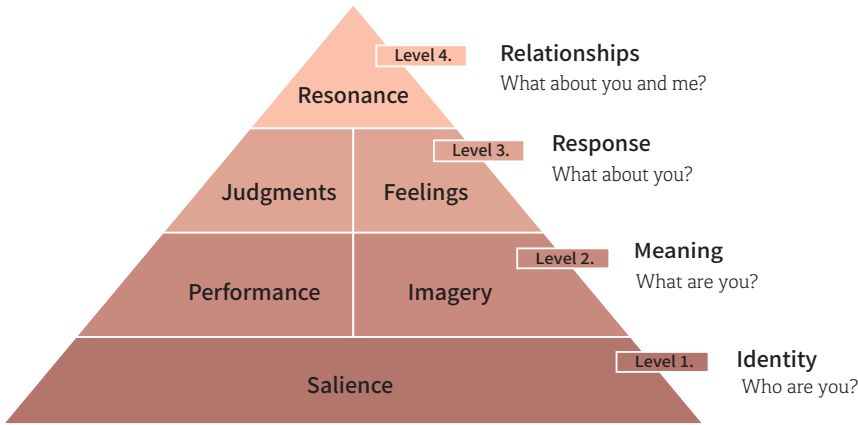 Level 4.
Relationships
What about you and me?
Resonance
Level 3.
Response
What about you?
Judgments
Feelings
Level 2.
Meaning
What are you?
Performance
Imagery
Level 1.
Identity
Who are you?
Salience